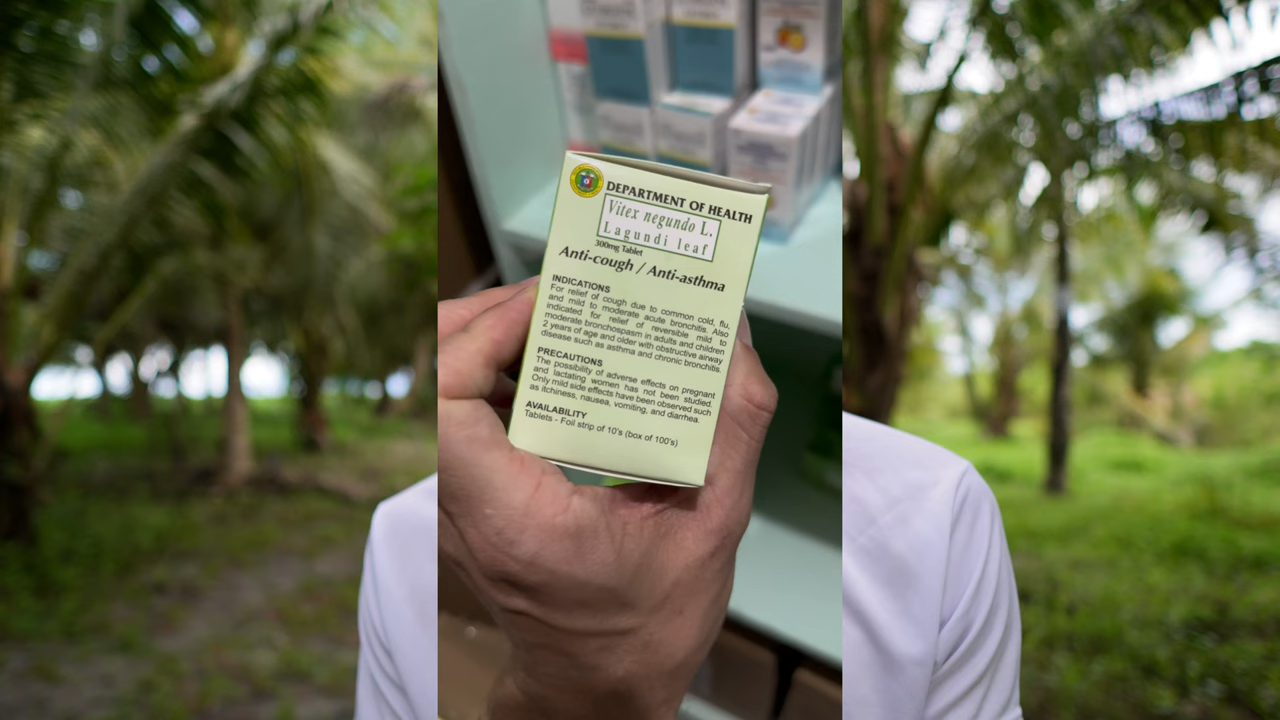 DEPARTMENT OF HEALTH
Vitex negundo L.
Lagundi leaf
300mg Tablet
Anti-cough / Anti-asthma
INDICATIONS
For relief of cough due to common cold, flu,
and mild to moderate acute bronchitis. Also
indicated for relief of reversible mild to
moderate bronchospasm in adults and children
2 years of age and older with obstructive airway
disease such as asthma and chronic bronchitis.
PRECAUTIONS
The possibility of adverse effects on pregnant
and lactating women has not been studied.
Only mild side effects have been observed such
as itchiness, nausea, vomiting, and diarrhea.
AVAILABILITY
Tablets - Foil strip of 10's (box of 100's)